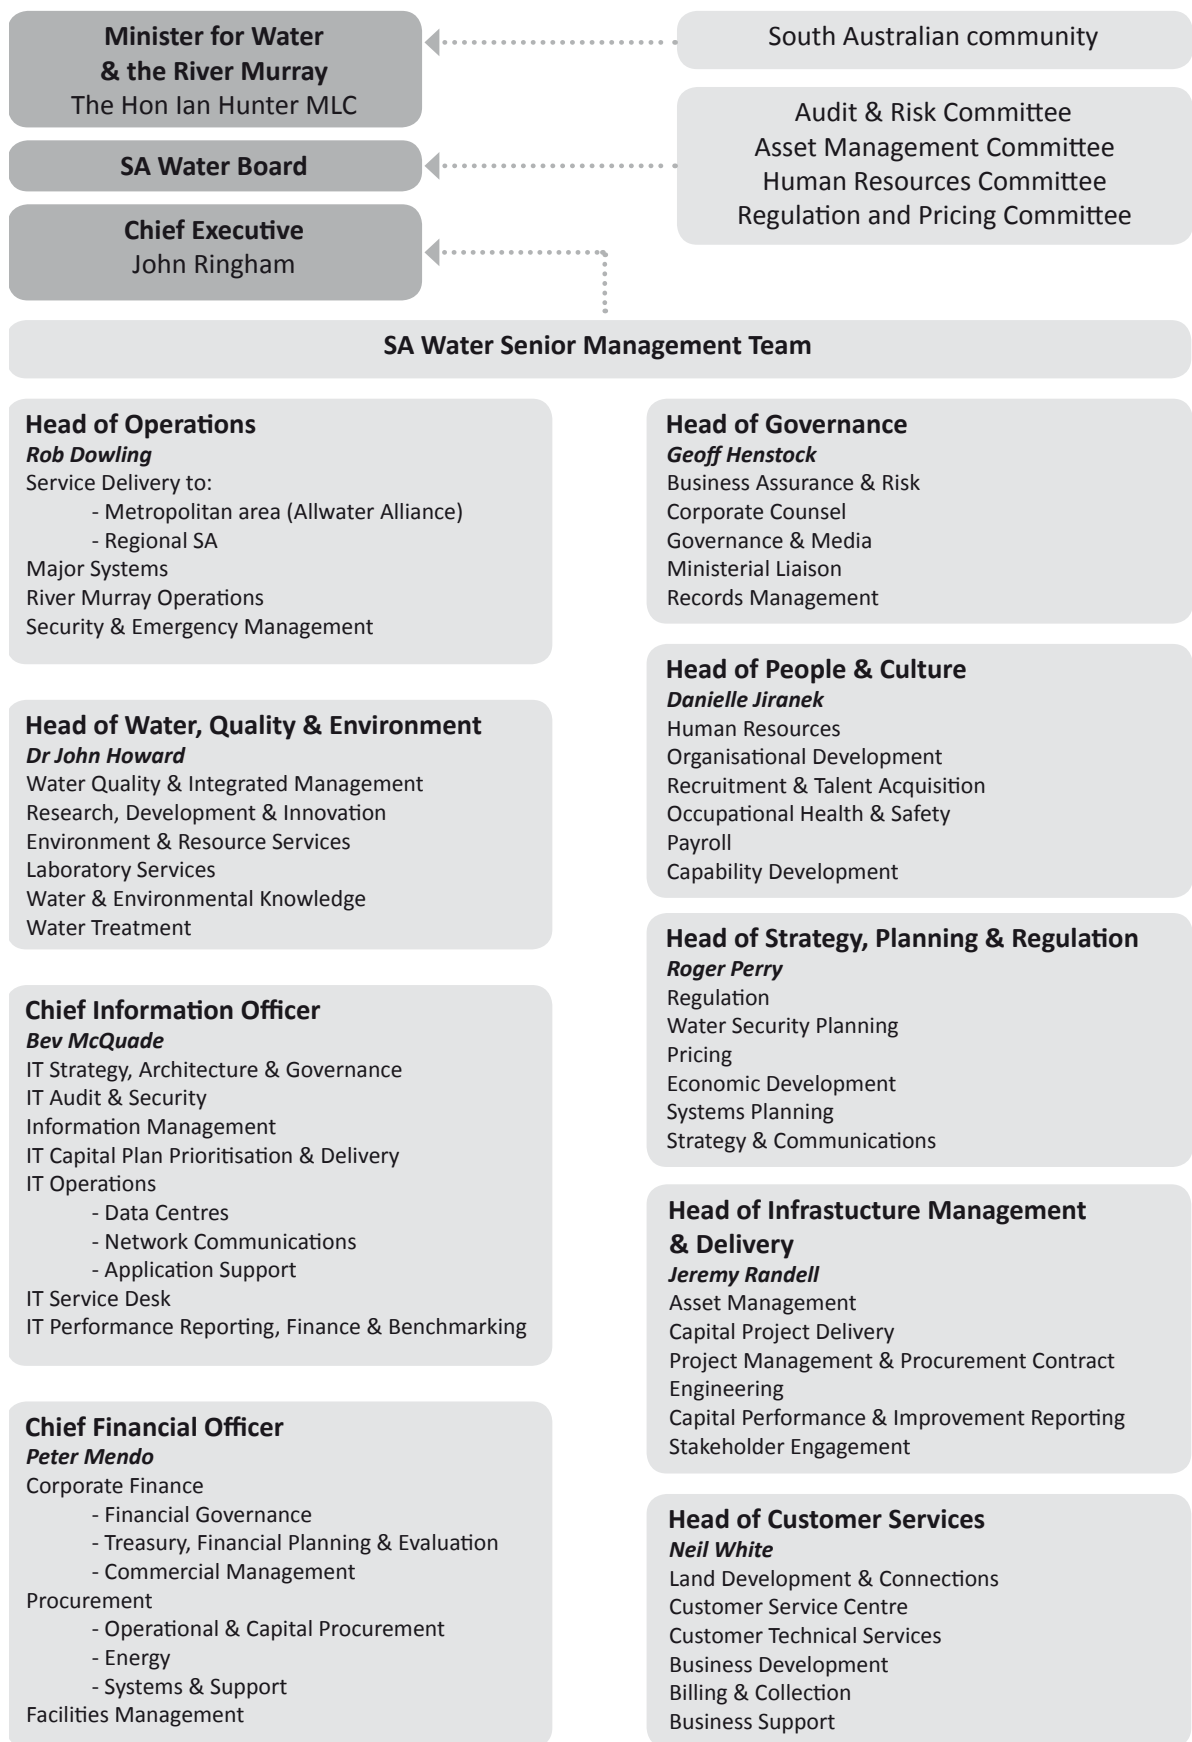 Minister for Water
& the River Murray
The Hon Ian Hunter MLC
South Australian community
SA Water Board
Audit & Risk Committee
Asset Management Committee
Human Resources Committee
Regulation and Pricing Committee
Chief Executive
John Ringham
SA Water Senior Management Team
Head of Operations
Rob Dowling
Service Delivery to:
- Metropolitan area (Allwater Alliance)
- Regional SA
Major Systems
River Murray Operations
Security & Emergency Management
Head of Water, Quality & Environment
Dr John Howard
Water Quality & Integrated Management
Research, Development & Innovation
Environment & Resource Services
Laboratory Services
Water & Environmental Knowledge
Water Treatment
Chief Information Officer
Bev McQuade
IT Strategy, Architecture & Governance
IT Audit & Security
Information Management
IT Capital Plan Prioritisation & Delivery
IT Operations
- Data Centres
- Network Communications
- Application Support
IT Service Desk
IT Performance Reporting, Finance & Benchmarking
Chief Financial Officer
Peter Mendo
Corporate Finance
- Financial Governance
- Treasury, Financial Planning & Evaluation
- Commercial Management
Procurement
- Operational & Capital Procurement
- Energy
- Systems & Support
Facilities Management
Head of Governance
Geoff Henstock
Business Assurance & Risk
Corporate Counsel
Governance & Media
Ministerial Liaison
Records Management
Head of People & Culture
Danielle Jiranek
Human Resources
Organisational Development
Recruitment & Talent Acquisition
Occupational Health & Safety
Payroll
Capability Development
Head of Strategy, Planning & Regulation
Roger Perry
Regulation
Water Security Planning
Pricing
Economic Development
Systems Planning
Strategy & Communications
Head of Infrastucture Management
& Delivery
Jeremy Randell
Asset Management
Capital Project Delivery
Project Management & Procurement Contract
Engineering
Capital Performance & Improvement Reporting
Stakeholder Engagement
Head of Customer Services
Neil White
Land Development & Connections
Customer Service Centre
Customer Technical Services
Business Development
Billing & Collection
Business Support